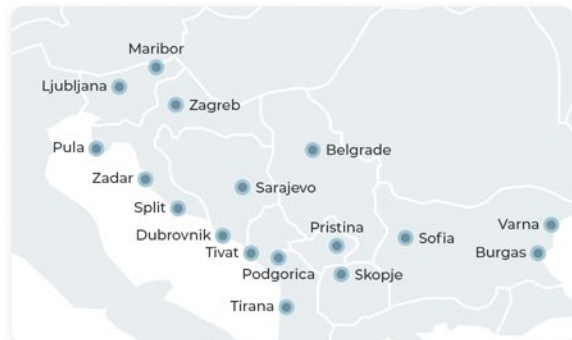 Maribor
Ljubljana
Zagreb
Pula
Belgrade
Zadar
Sarajevo
Split
Dubrovnik
Pristina
Varna
Sofia
Tivat
Burgas
Podgorica
Skopje
Tirana